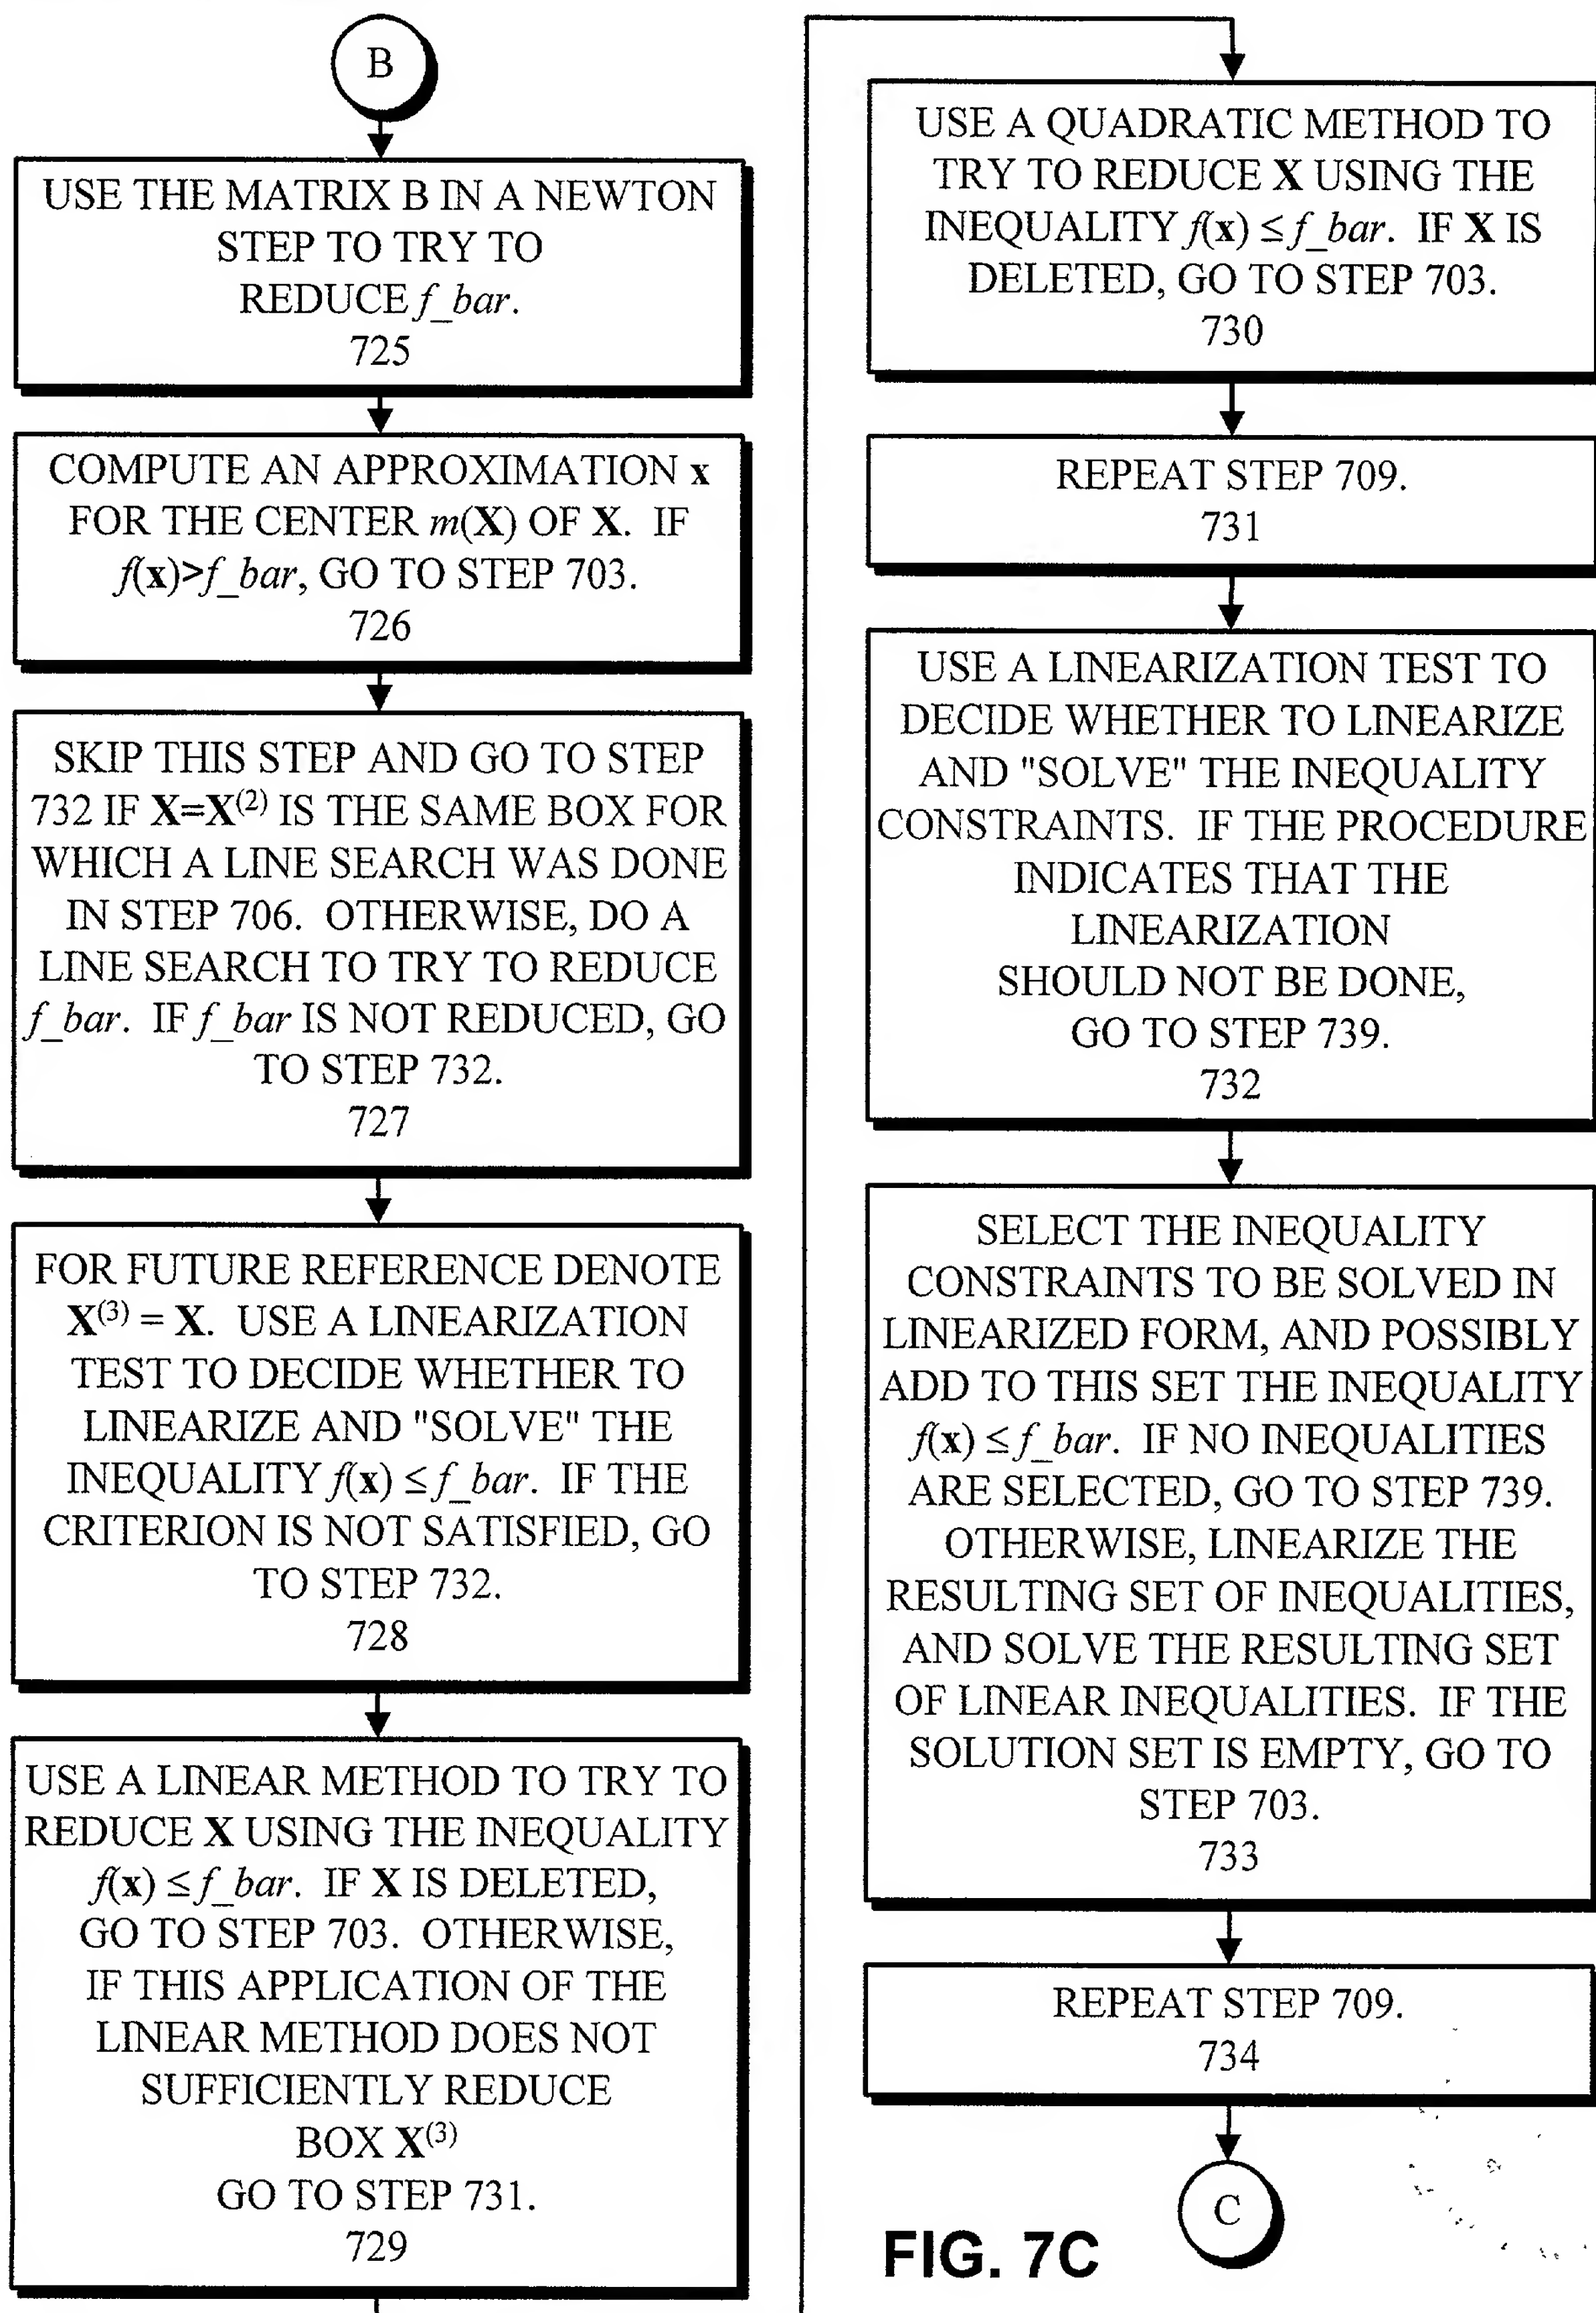 B
USE THE MATRIX B IN A NEWTON
STEP TO TRY TO
REDUCE f_bar.
725
COMPUTE AN APPROXIMATION x
FOR THE CENTER m(X) OF X. IF
f(x)>f_bar, GO TO STEP 703.
726
SKIP THIS STEP AND GO TO STEP
732 IF X=X(2) IS THE SAME BOX FOR
WHICH A LINE SEARCH WAS DONE
IN STEP 706. OTHERWISE, DO A
LINE SEARCH TO TRY TO REDUCE
f_bar. IF f_bar IS NOT REDUCED, GO
TO STEP 732.
727
FOR FUTURE REFERENCE DENOTE
X(3) = X. USE A LINEARIZATION
TEST TO DECIDE WHETHER TO
LINEARIZE AND "SOLVE" THE
INEQUALITY f(x) ≤ f_bar. IF THE
CRITERION IS NOT SATISFIED, GO
TO STEP 732.
728
USE A LINEAR METHOD TO TRY TO
REDUCE X USING THE INEQUALITY
f(x) ≤ f_bar. IF X IS DELETED,
GO TO STEP 703. OTHERWISE,
IF THIS APPLICATION OF THE
LINEAR METHOD DOES NOT
SUFFICIENTLY REDUCE
BOX X(3)
GO TO STEP 731.
729
USE A QUADRATIC METHOD TO
TRY TO REDUCE X USING THE
INEQUALITY f(x) ≤ f_bar. IF X IS
DELETED, GO TO STEP 703.
730
REPEAT STEP 709.
731
USE A LINEARIZATION TEST TO
DECIDE WHETHER TO LINEARIZE
AND "SOLVE" THE INEQUALITY
CONSTRAINTS. IF THE PROCEDURE
INDICATES THAT THE
LINEARIZATION
SHOULD NOT BE DONE,
GO TO STEP 739.
732
SELECT THE INEQUALITY
CONSTRAINTS TO BE SOLVED IN
LINEARIZED FORM, AND POSSIBLY
ADD TO THIS SET THE INEQUALITY
f(x) ≤ f_bar. IF NO INEQUALITIES
ARE SELECTED, GO TO STEP 739.
OTHERWISE, LINEARIZE THE
RESULTING SET OF INEQUALITIES,
AND SOLVE THE RESULTING SET
OF LINEAR INEQUALITIES. IF THE
SOLUTION SET IS EMPTY, GO TO
STEP 703.
733
REPEAT STEP 709.
734
C
FIG. 7C